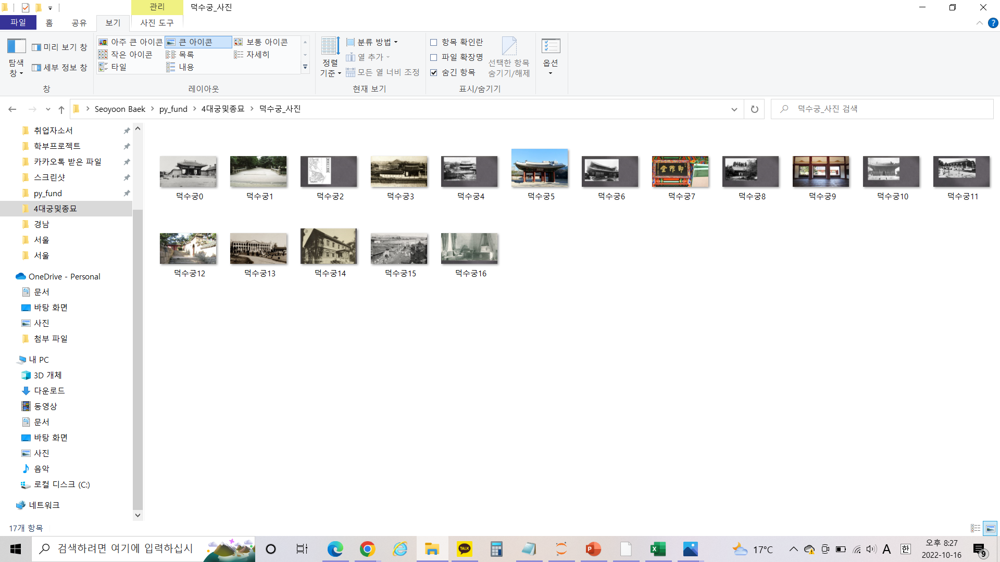 관리
덕수궁_사진
파일
홈
공유
보기
사진 도구
탐색
창
미리 보기 창
세부 정보 창
창
아주 큰 아이콘
큰 아이콘
보통 아이콘
작은 아이콘
목록
자세히
타일
내용
레이아웃
정렬
기준
분류 방법
열 추가
모든 열 너비 조정
현재 보기
항목 확인란
파일 확장명
숨긴 항목
선택한 항목
숨기기/해제
표시/숨기기
옵션
Seoyoon Baek
py_fund
4대궁및종묘
덕수궁_사진
덕수궁_사진 검색
취업자소서
학부프로젝트
카카오톡 받은 파일
스크린샷
py_fund
4대궁및종묘
경남
서울
서울
OneDrive - Personal
문서
바탕 화면
사진
첨부 파일
내 PC
3D 개체
다운로드
동영상
문서
바탕 화면
사진
음악
로컬 디스크 (C:)
네트워크
덕수궁0
덕수궁1
덕수궁2
덕수궁3
덕수궁4
덕수궁5
덕수궁6
덕수궁7
덕수궁8
덕수궁9
덕수궁10
덕수궁11
덕수궁12
덕수궁13
덕수궁14
덕수궁15
덕수궁16
17개 항목
검색하려면 여기에 입력하십시
TALK
17°C
A
한
오후 8:27
2022-10-16
9